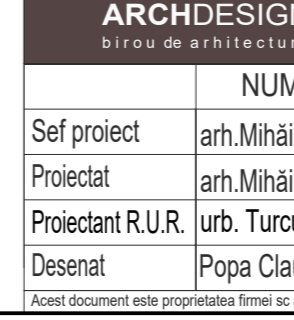 ARCHDESIGN
birou de arhitectur
NUM
Sef proiect arh.Mihăi
Proiectat arh.Mihăi
Proiectant R.U.R. urb. Turcu
Desenat Popa Clau
Acest document este proprietatea firmei sc